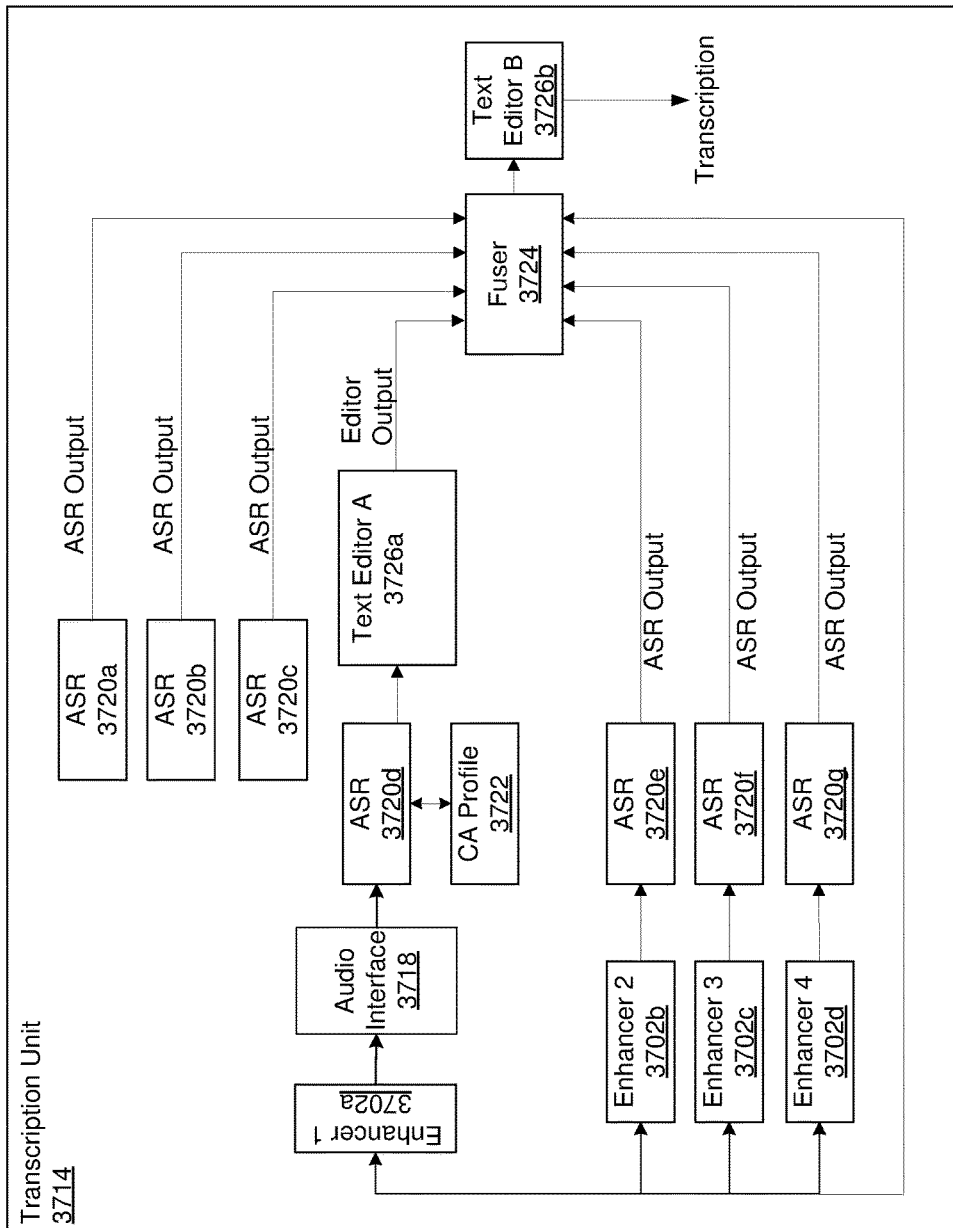 Transcription Unit
3714
Enhancer 1
3702a
Audio
Interface
3718
ASR
3720d
CA Profile
3722
Text Editor A
3726a
Editor
Output
ASR
3720a
ASR Output
ASR
3720b
ASR Output
ASR
3720c
ASR Output
Enhancer 2
3702b
ASR
3720e
ASR Output
Enhancer 3
3702c
ASR
3720f
ASR Output
Enhancer 4
3702d
ASR
3720g
ASR Output
Fuser
3724
Text
Editor B
3726b
Transcription